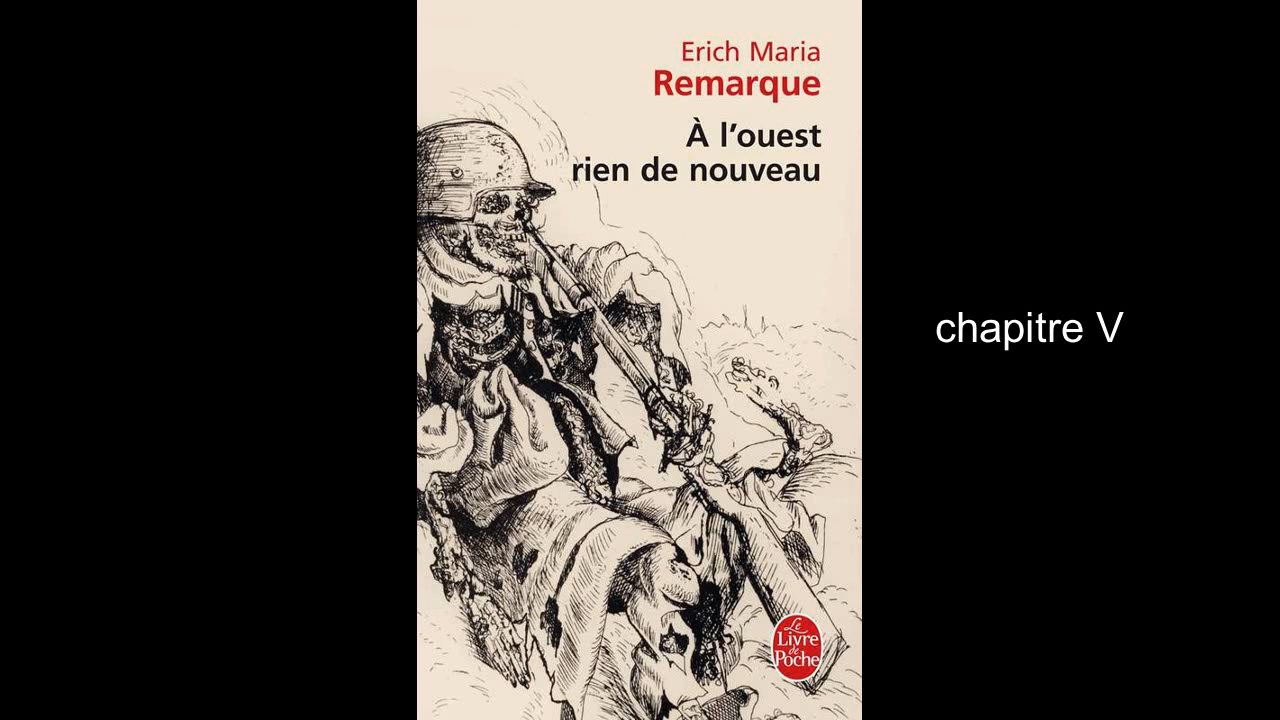 Erich Maria
Remarque
À l’ouest
rien de nouveau
chapitre V
Le
Livre
de
Poche